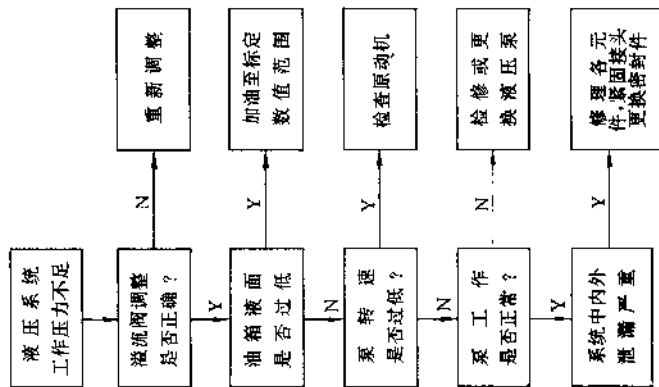 液压系统
工作压力不足
溢流阀调整
是否正确？
N
重新调整
Y
油箱液面
是否过低
Y
加油至标定
数值范围
N
泵转速
是否过低？
Y
检查原动机
N
泵工作
是否正常？
N
检修或更
换液压泵
Y
系统中内外
泄漏严重
Y
修理各元
件，紧固接头
更换密封件